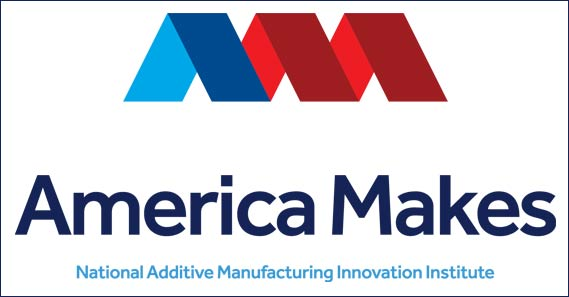 America Makes
National Additive Manufacturing Innovation Institute